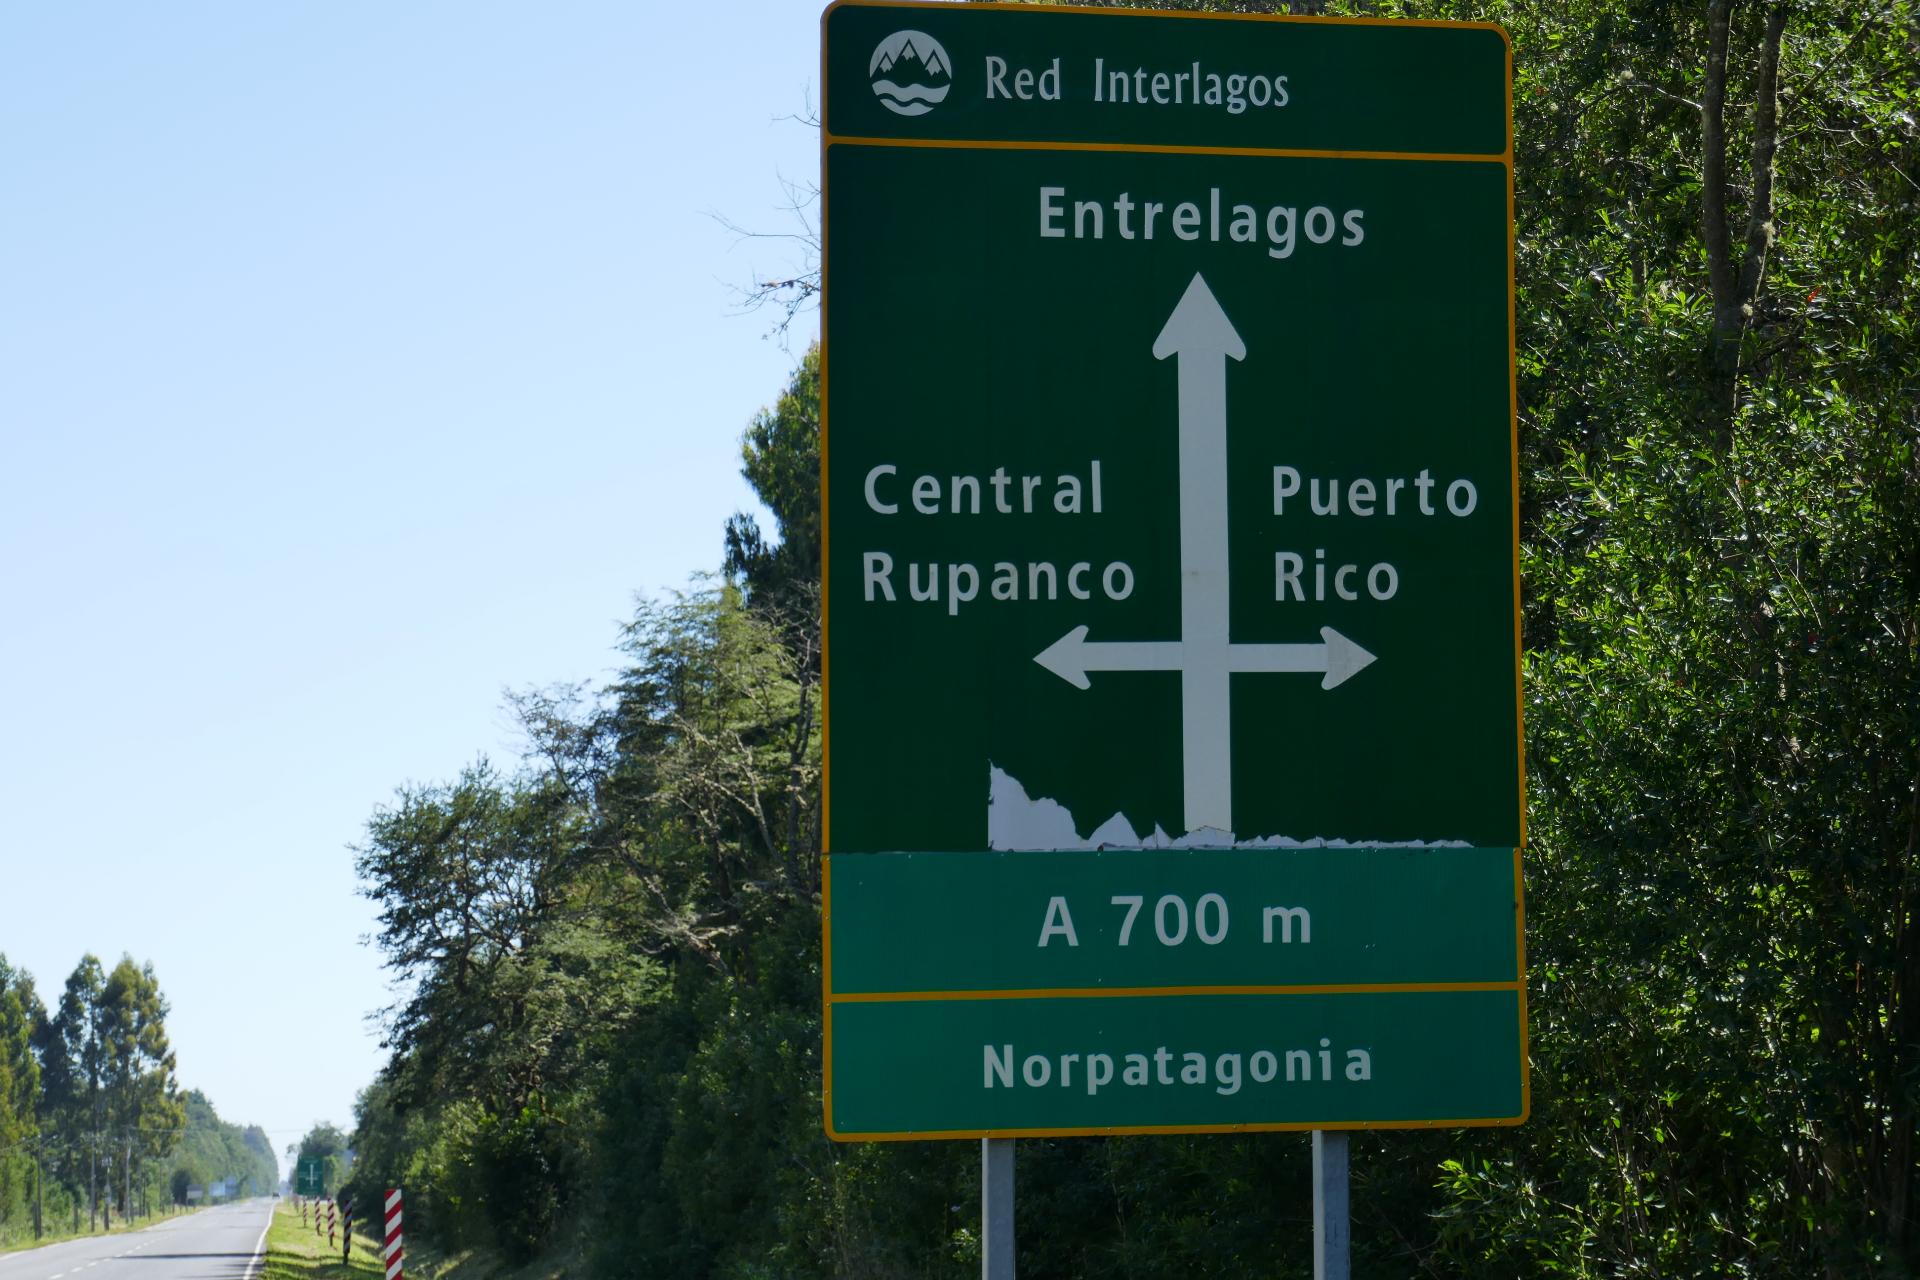 Red Interlagos
Entrelagos
Central
Rupanco
Puerto
Rico
A 700 m
Norpatagonia